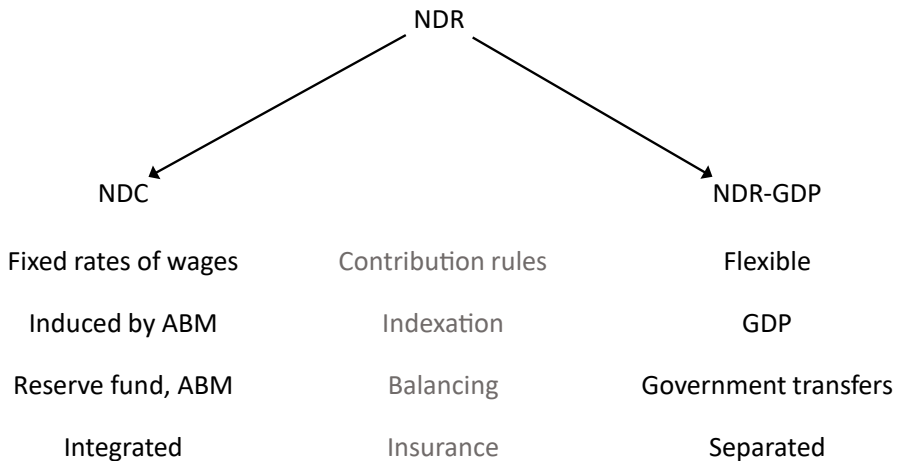 NDR
NDC NDR-GDP
Fixed rates of wages Contribution rules Flexible
Induced by ABM Indexation GDP
Reserve fund, ABM Balancing Government transfers
Integrated Insurance Separated